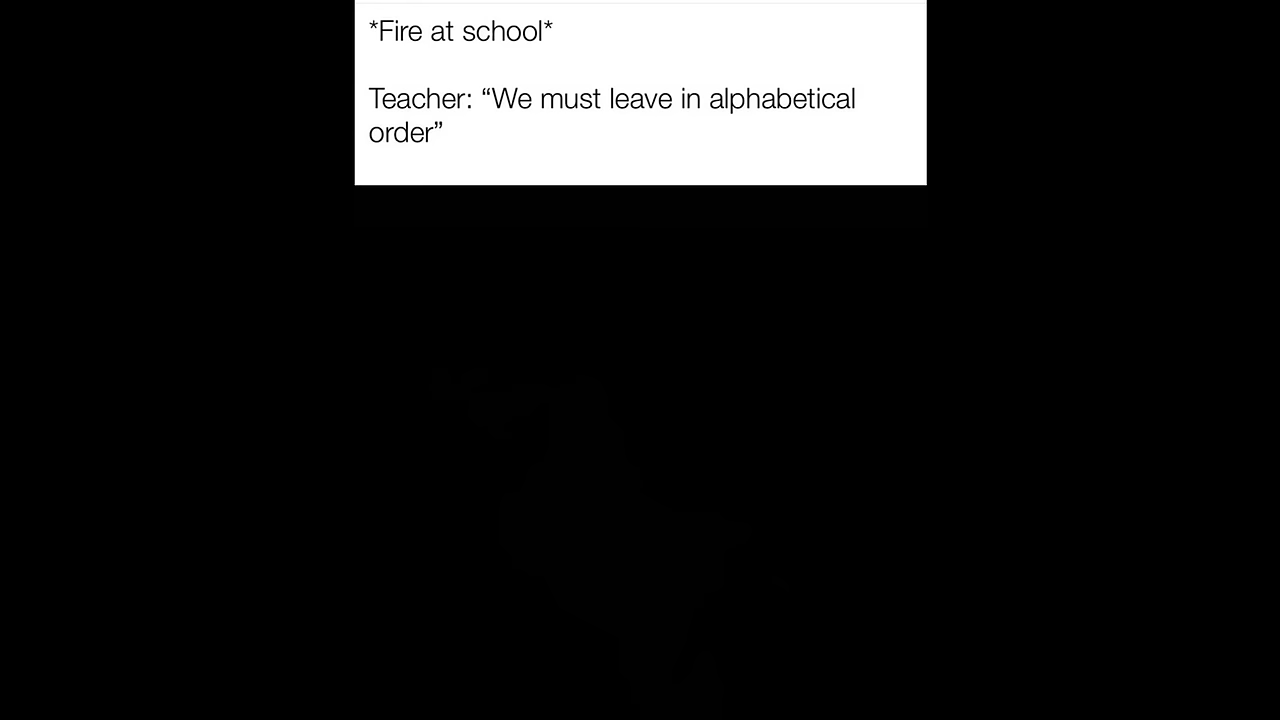 *Fire at school*
Teacher: “We must leave in alphabetical
order”